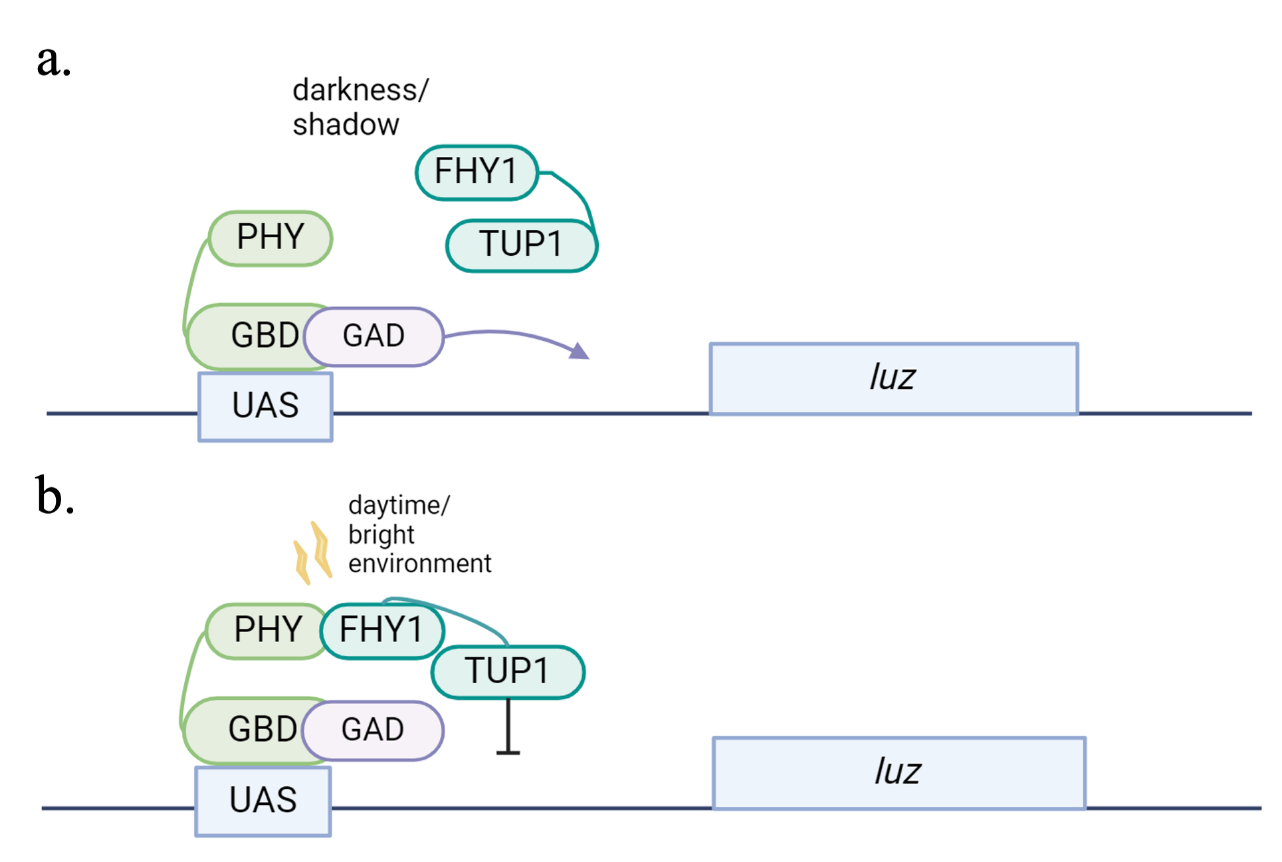 a.
darkness/
shadow
FHY1
TUP1
PHY
GBD GAD
UAS
luz
b.
daytime/
bright
environment
PHY FHY1
TUP1
GBD GAD
UAS
luz